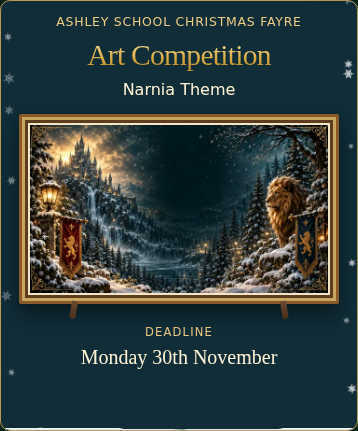 ASHLEY SCHOOL CHRISTMAS FAYRE
Art Competition
Narnia Theme
DEADLINE
Monday 30th November